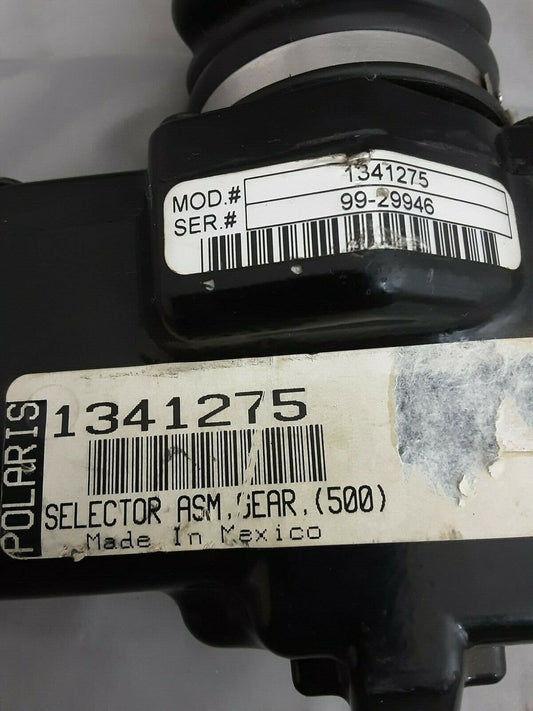 MOD.# 1341275
SER.# 99-29946
POLARIS
1341275
SELECTOR ASM,GEAR,(500)
Made In Mexico